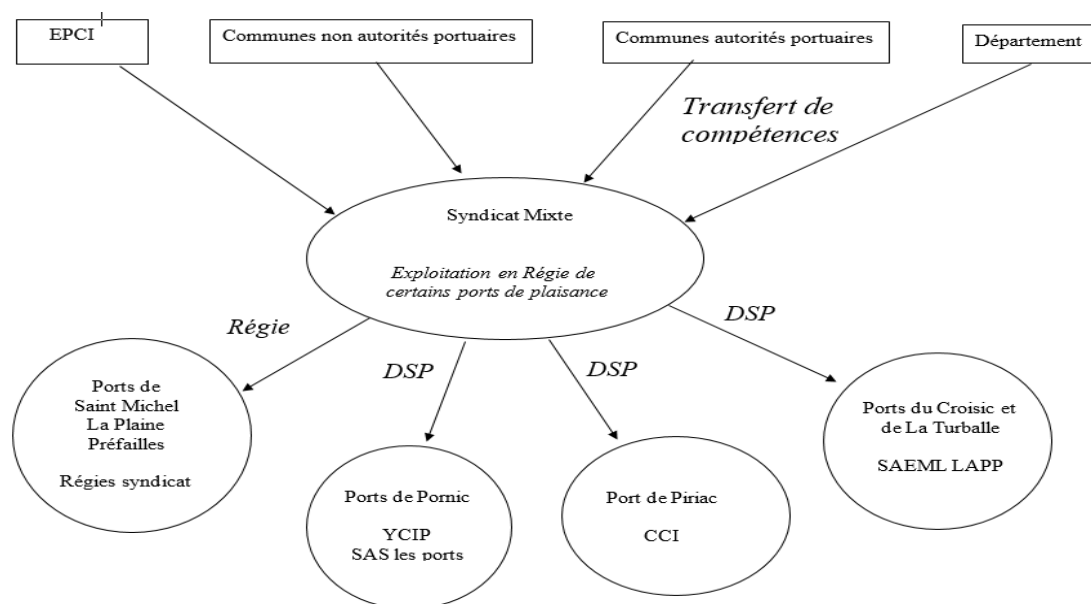 EPCI
Communes non autorités portuaires
Communes autorités portuaires
Département
Transfert de
compétences
Syndicat Mixte
Exploitation en Régie de
certains ports de plaisance
Régie
DSP
DSP
DSP
Ports de
Saint Michel
La Plaine
Préfailles
Régies syndicat
Ports de Pornic
YCIP
SAS les ports
Port de Piriac
CCI
Ports du Croisic et
de La Turballe
SAEML LAPP